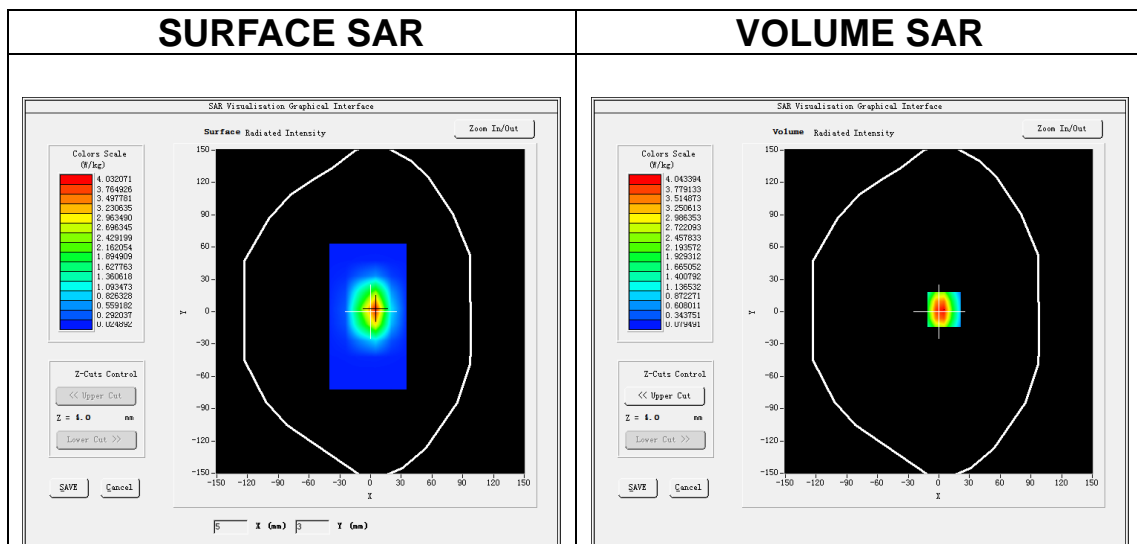 SURFACE SAR
VOLUME SAR
SAR Visualisation Graphical Interface
Surface Radiated Intensity
Zoom In/Out
Colors Scale
(W/kg)
4.032071
3.764926
3.497781
3.230635
2.963490
2.696345
2.429199
2.162054
1.894909
1.627763
1.360618
1.093473
0.826328
0.559182
0.292037
0.024892
150
120
90
60
30
0
-30
-60
-90
-120
-150
Y
-150 -120 -90 -60 -30 0 30 60 90 120 150
X
Z-Cuts Control
<< Upper Cut
Z = 4.0 mm
Lower Cut >>
SAVE Cancel
5 X (mm) 3 Y (mm)
SAR Visualisation Graphical Interface
Volume Radiated Intensity
Zoom In/Out
Colors Scale
(W/kg)
4.043394
3.779133
3.514873
3.250613
2.986353
2.722093
2.457833
2.193572
1.929312
1.665052
1.400792
1.136532
0.872271
0.608011
0.343751
0.079491
150
120
90
60
30
0
-30
-60
-90
-120
-150
Y
-150 -120 -90 -60 -30 0 30 60 90 120 150
X
Z-Cuts Control
<< Upper Cut
Z = 4.0 mm
Lower Cut >>
SAVE Cancel